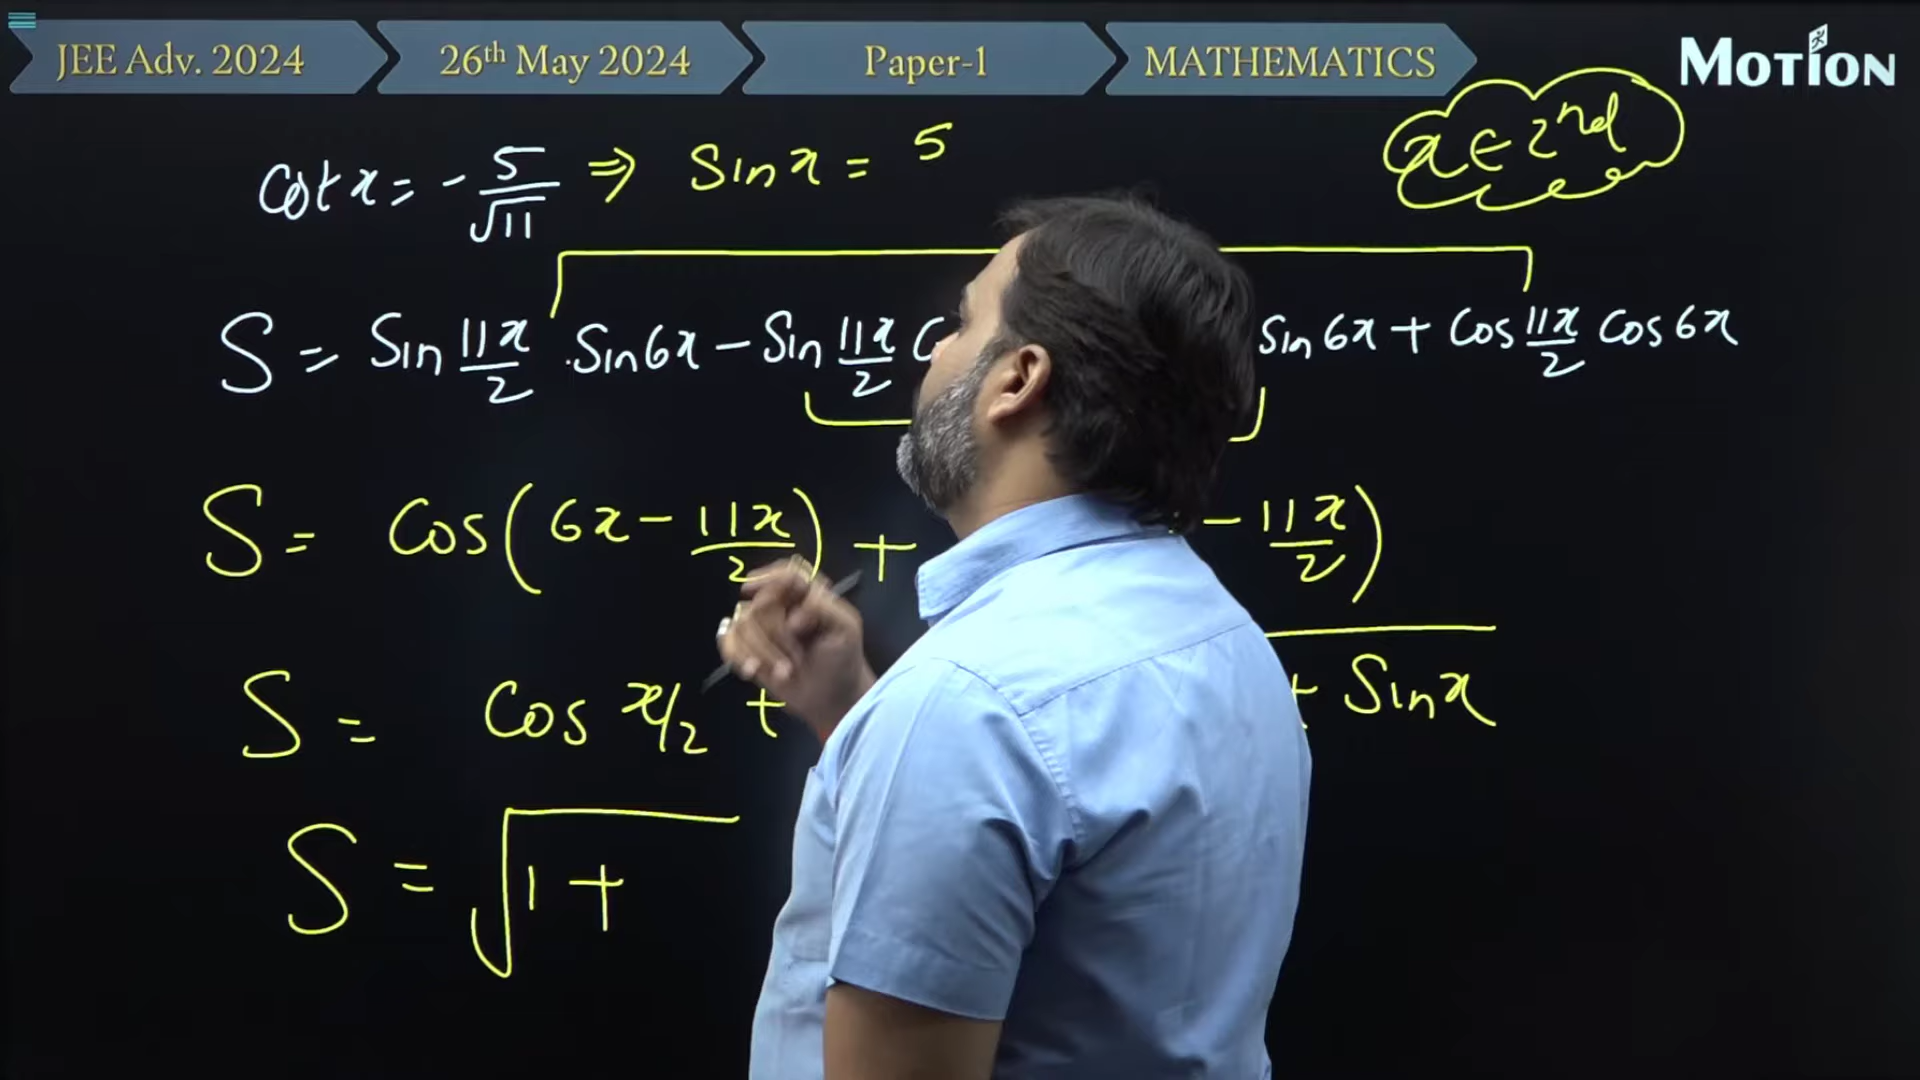 JEE Adv. 2024 26th May 2024 Paper-1 MATHEMATICS MOTION
x ∈ 2nd
cot x = - 5/√11 ⇒ Sin x = 5
S = Sin 11x/2 . Sin 6x - Sin 11x/2 C Sin 6x + Cos 11x/2 Cos 6x
S = Cos(6x - 11x/2) + - 11x/2)
S = Cos x/2 + + Sin x
S = √1 +